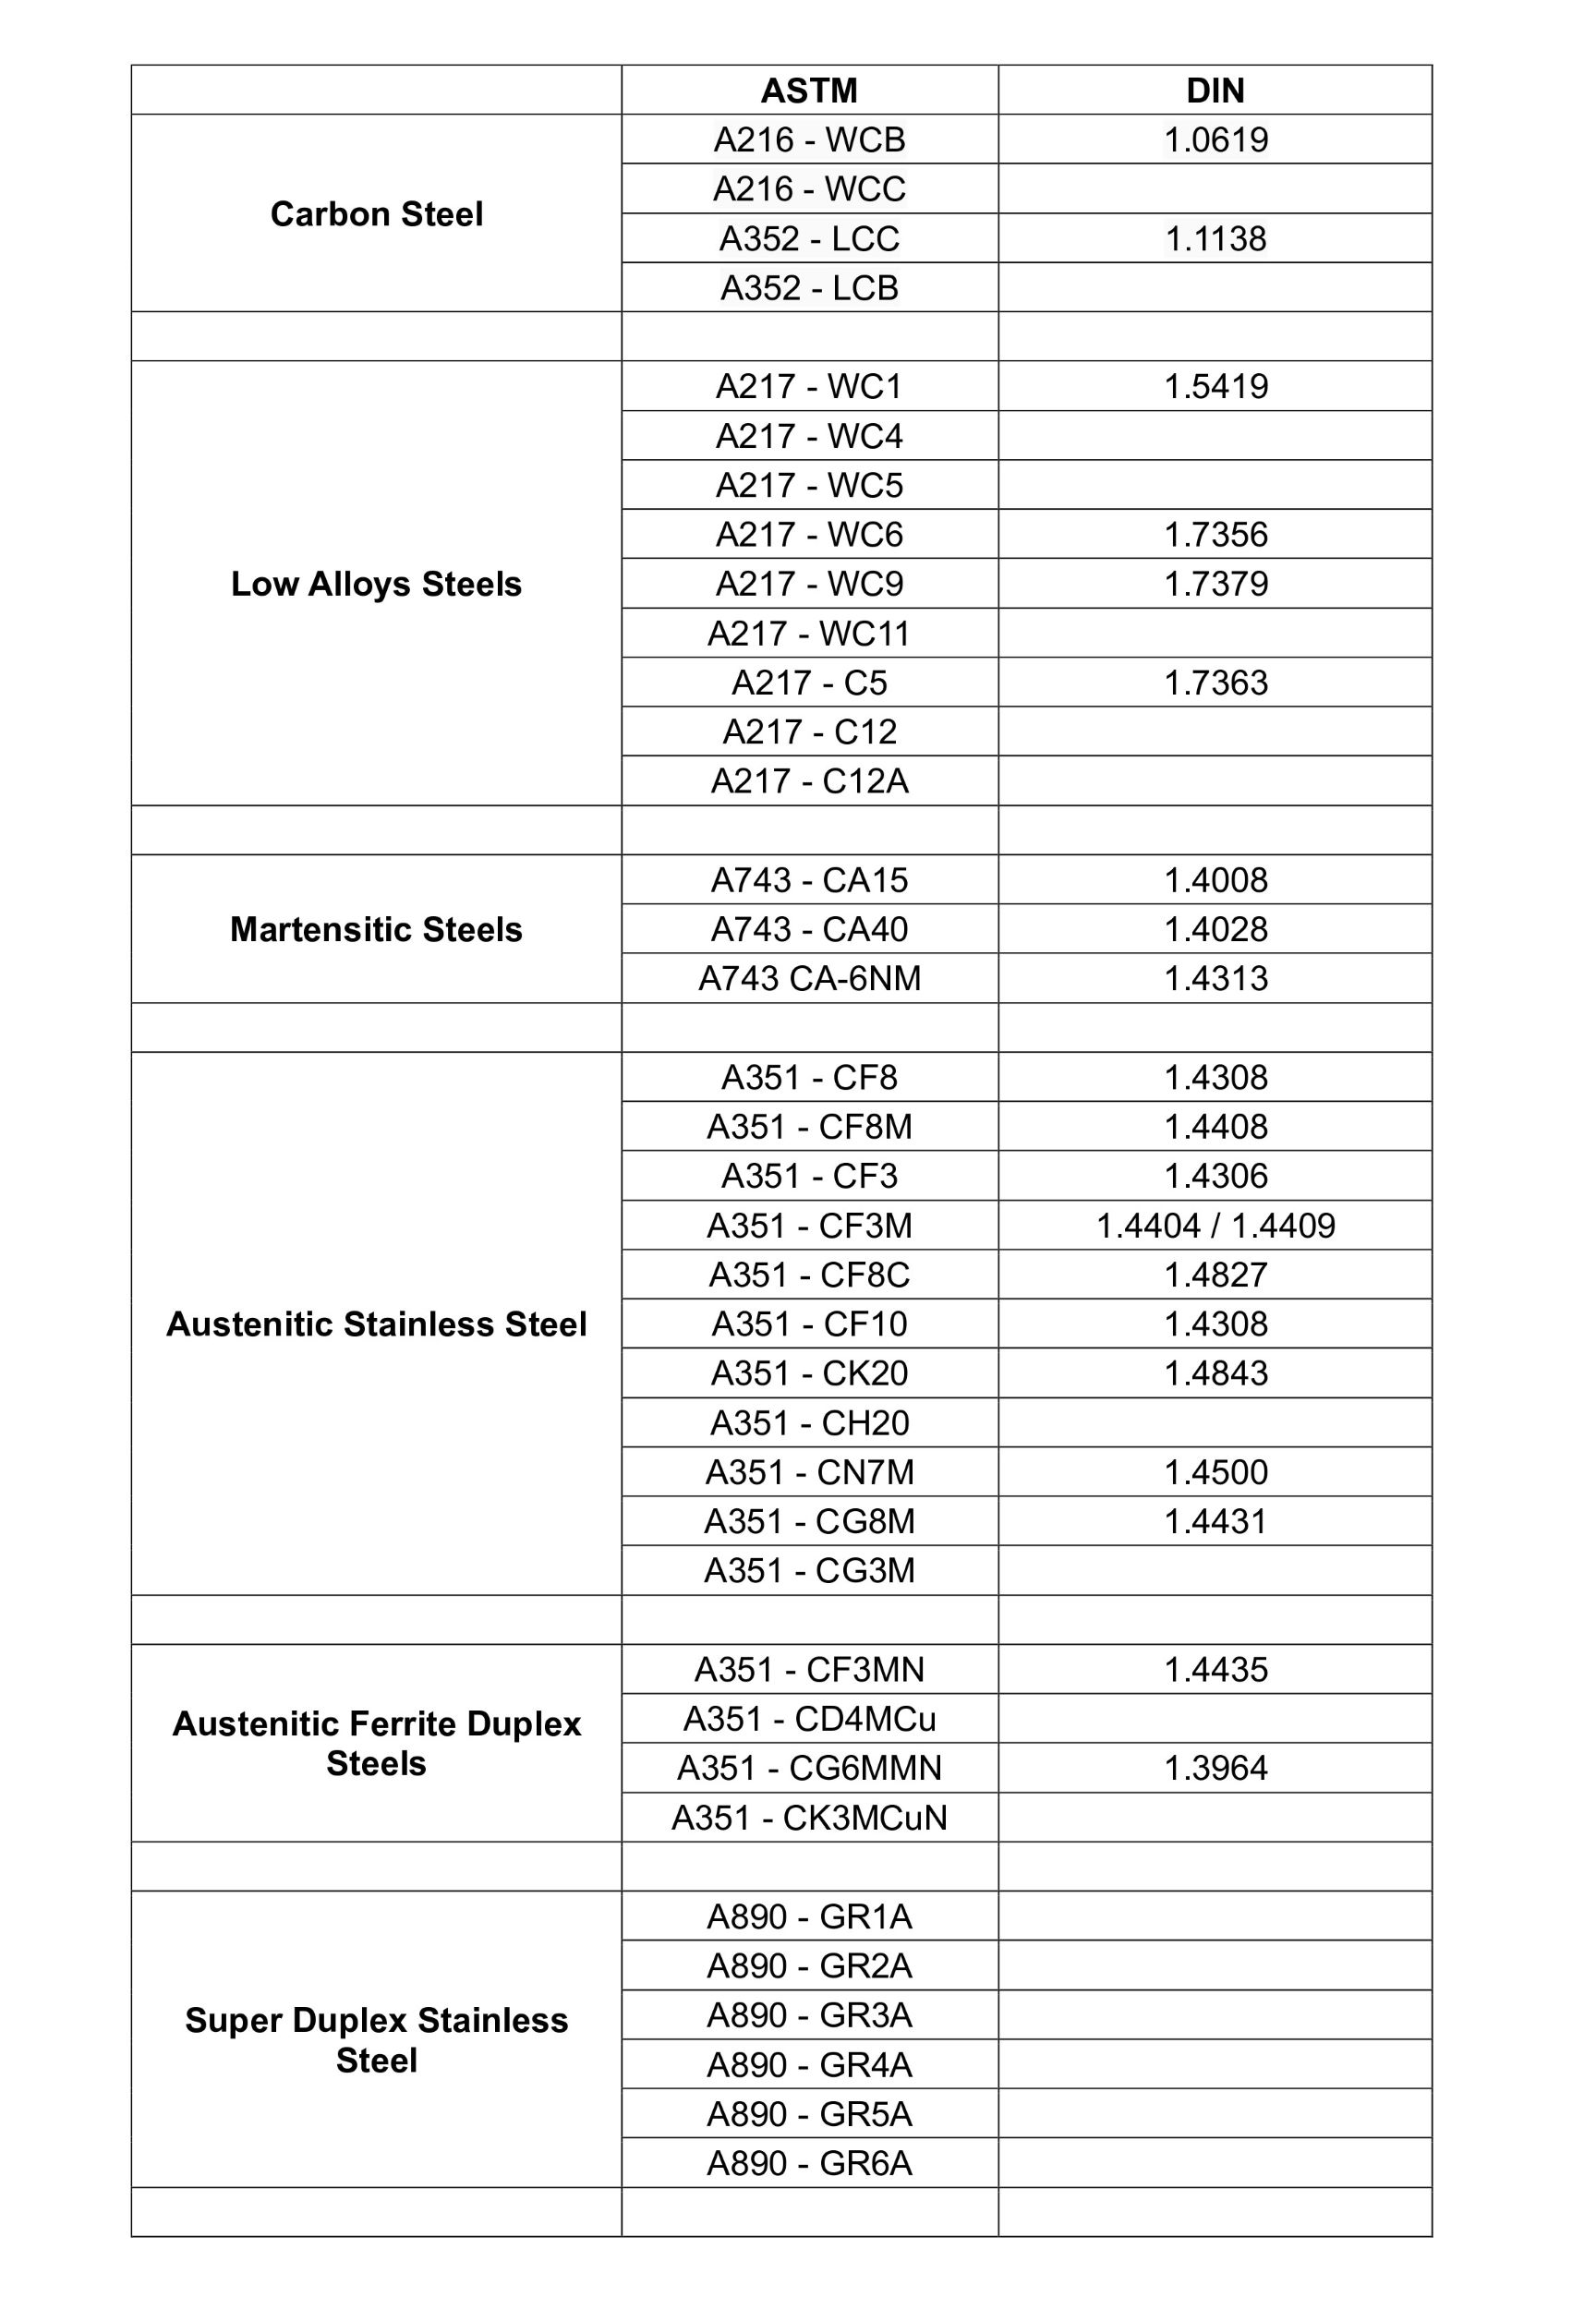 ASTM DIN
Carbon Steel
A216 - WCB 1.0619
A216 - WCC
A352 - LCC 1.1138
A352 - LCB
Low Alloys Steels
A217 - WC1 1.5419
A217 - WC4
A217 - WC5
A217 - WC6 1.7356
A217 - WC9 1.7379
A217 - WC11
A217 - C5 1.7363
A217 - C12
A217 - C12A
Martensitic Steels
A743 - CA15 1.4008
A743 - CA40 1.4028
A743 CA-6NM 1.4313
Austenitic Stainless Steel
A351 - CF8 1.4308
A351 - CF8M 1.4408
A351 - CF3 1.4306
A351 - CF3M 1.4404 / 1.4409
A351 - CF8C 1.4827
A351 - CF10 1.4308
A351 - CK20 1.4843
A351 - CH20
A351 - CN7M 1.4500
A351 - CG8M 1.4431
A351 - CG3M
Austenitic Ferrite Duplex
Steels
A351 - CF3MN 1.4435
A351 - CD4MCu
A351 - CG6MMN 1.3964
A351 - CK3MCuN
Super Duplex Stainless
Steel
A890 - GR1A
A890 - GR2A
A890 - GR3A
A890 - GR4A
A890 - GR5A
A890 - GR6A